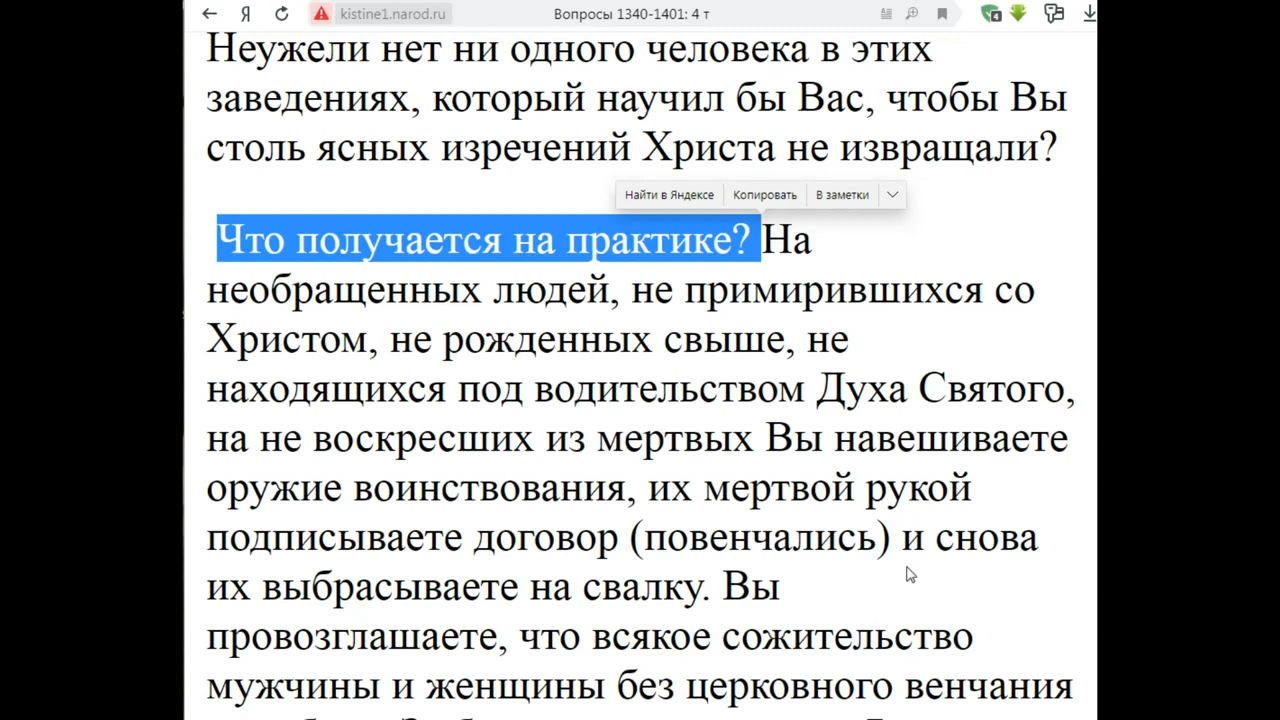 kistine1.narod.ru
Вопросы 1340-1401: 4 т
4
Неужели нет ни одного человека в этих
заведениях, который научил бы Вас, чтобы Вы
столь ясных изречений Христа не извращали?
Найти в Яндексе Копировать В заметки
Что получается на практике? На
необращенных людей, не примирившихся со
Христом, не рожденных свыше, не
находящихся под водительством Духа Святого,
на не воскресших из мертвых Вы навешиваете
оружие воинствования, их мертвой рукой
подписываете договор (повенчались) и снова
их выбрасываете на свалку. Вы
провозглашаете, что всякое сожительство
мужчины и женщины без церковного венчания